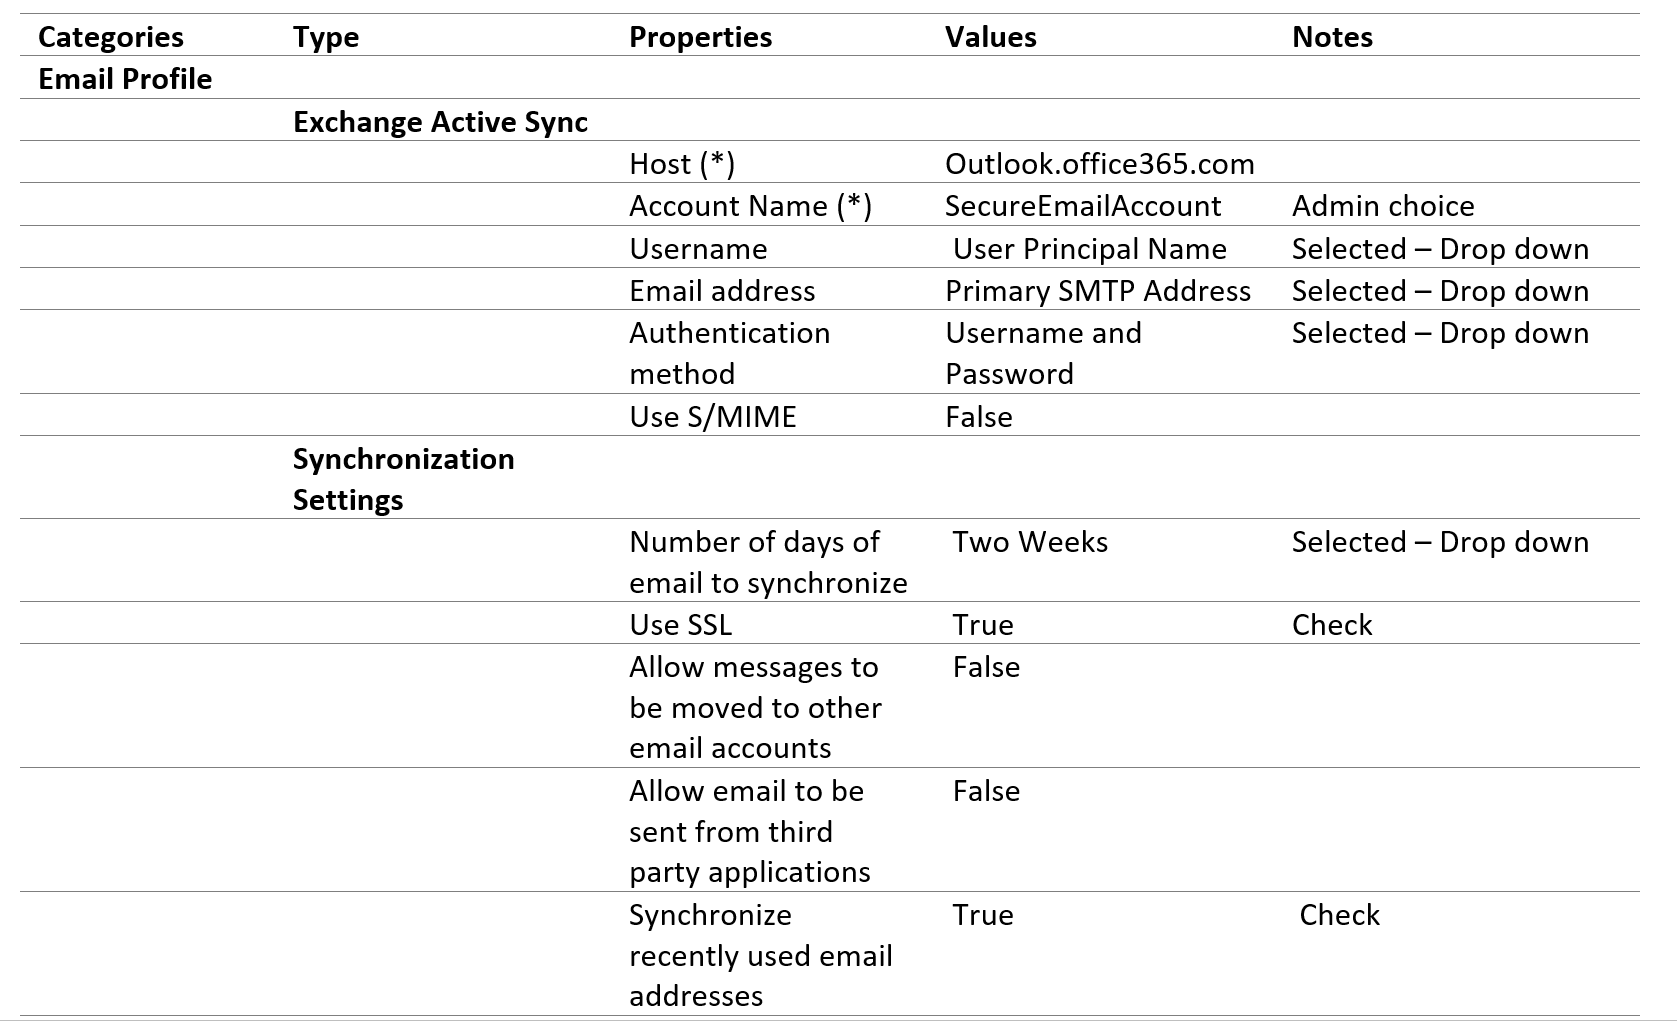 Categories Type Properties Values Notes
Email Profile
Exchange Active Sync
Host (*) Outlook.office365.com
Account Name (*) SecureEmailAccount Admin choice
Username User Principal Name Selected – Drop down
Email address Primary SMTP Address Selected – Drop down
Authentication Username and Selected – Drop down
method Password
Use S/MIME False
Synchronization
Settings
Number of days of Two Weeks Selected – Drop down
email to synchronize
Use SSL True Check
Allow messages to False
be moved to other
email accounts
Allow email to be False
sent from third
party applications
Synchronize True Check
recently used email
addresses